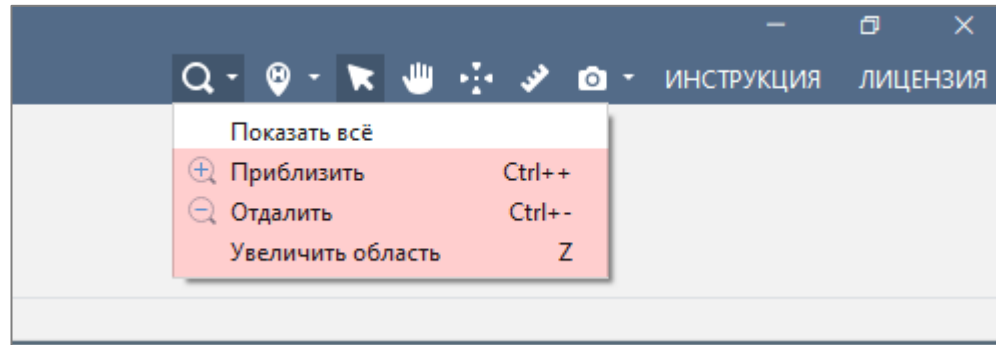 ИНСТРУКЦИЯ ЛИЦЕНЗИЯ
Показать всё
Приблизить Ctrl++
Отдалить Ctrl+-
Увеличить область Z